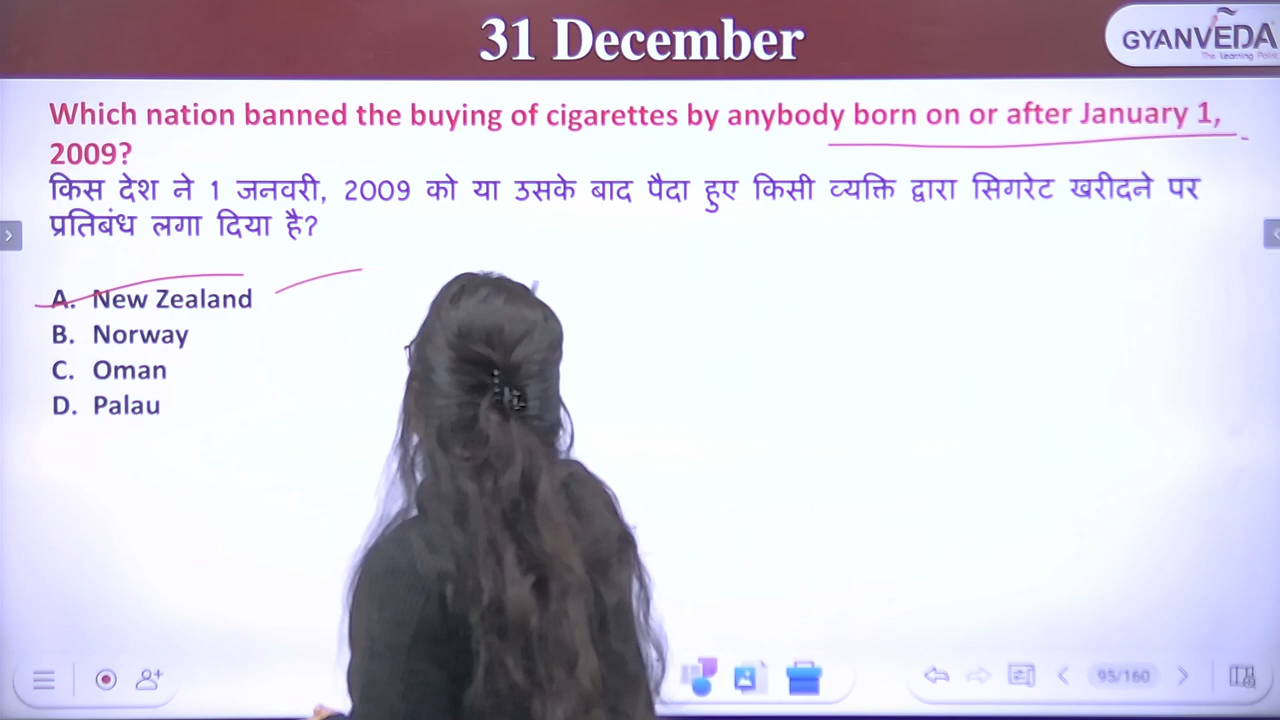 31 December
GYANVEDA
The Learning Point
Which nation banned the buying of cigarettes by anybody born on or after January 1,
2009?
किस देश ने 1 जनवरी, 2009 को या उसके बाद पैदा हुए किसी व्यक्ति द्वारा सिगरेट खरीदने पर
प्रतिबंध लगा दिया है?
A. New Zealand
B. Norway
C. Oman
D. Palau
95/160